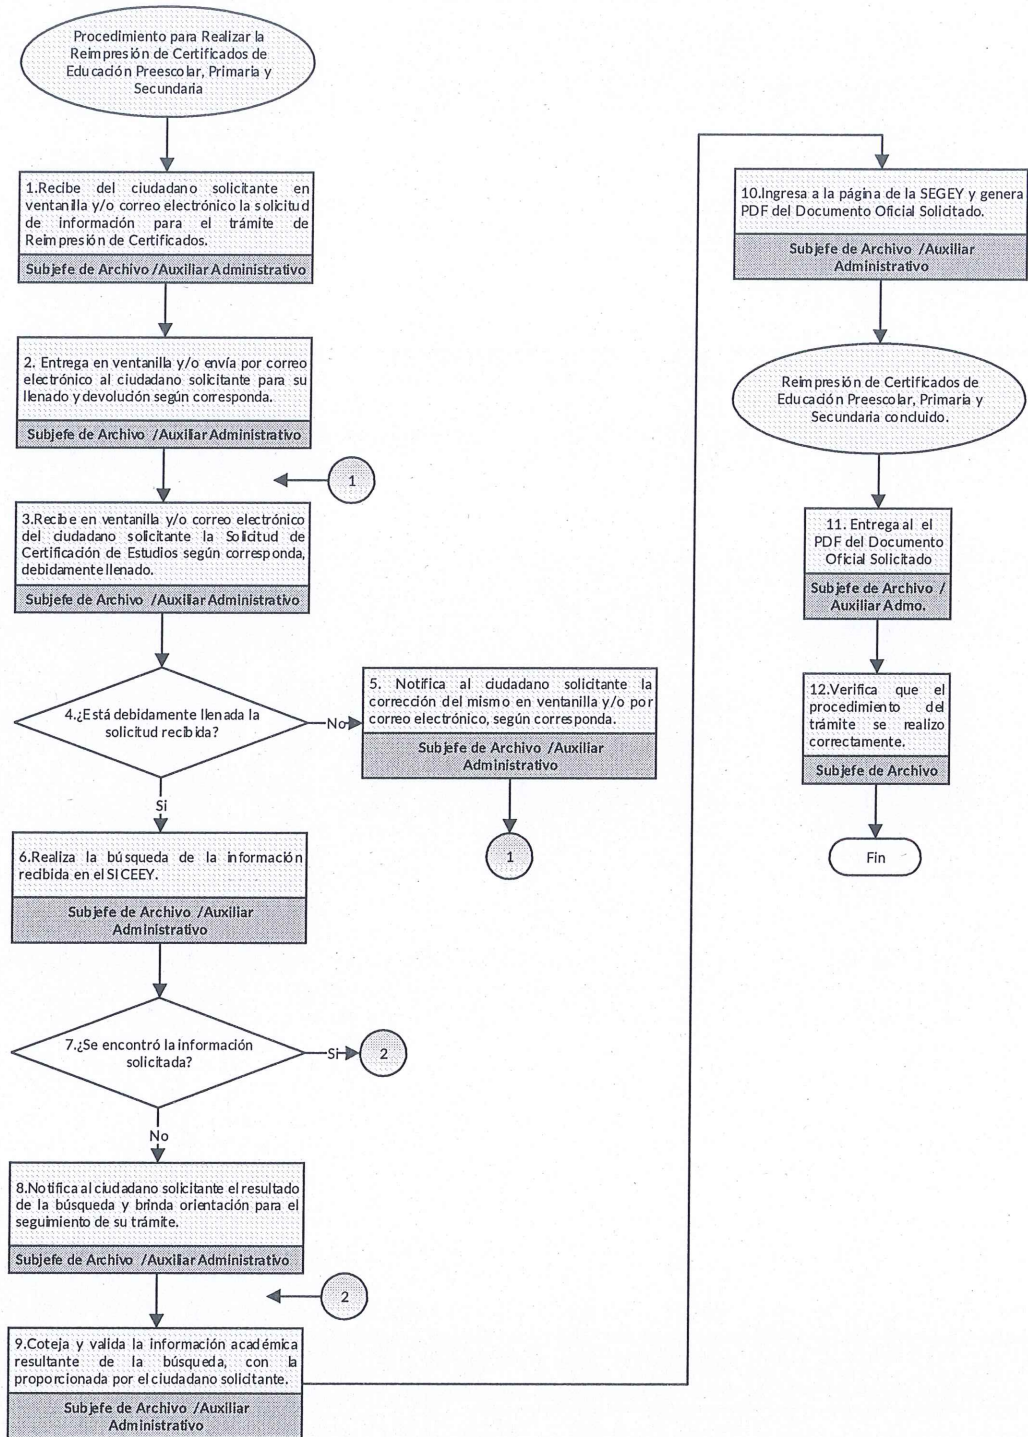 Procedimiento para Realizar la
Reimpresión de Certificados de
Educación Preescolar, Primaria y
Secundaria
1.Recibe del ciudadano solicitante en
ventanilla y/o correo electrónico la solicitud
de información para el trámite de
Reimpresión de Certificados.
Subjefe de Archivo /Auxiliar Administrativo
2. Entrega en ventanilla y/o envía por correo
electrónico al ciudadano solicitante para su
llenado y devolución según corresponda.
Subjefe de Archivo /Auxiliar Administrativo
1
3.Recibe en ventanilla y/o correo electrónico
del ciudadano solicitante la Solicitud de
Certificación de Estudios según corresponda,
debidamente llenado.
Subjefe de Archivo /Auxiliar Administrativo
4.¿Está debidamente llenada la
solicitud recibida?
No
5. Notifica al ciudadano solicitante la
corrección del mismo en ventanilla y/o por
correo electrónico, según corresponda.
Subjefe de Archivo /Auxiliar
Administrativo
1
Si
6.Realiza la búsqueda de la información
recibida en el SICEEY.
Subjefe de Archivo /Auxiliar
Administrativo
7.¿Se encontró la información
solicitada?
Si
2
No
8.Notifica al ciudadano solicitante el resultado
de la búsqueda y brinda orientación para el
seguimiento de su trámite.
Subjefe de Archivo /Auxiliar Administrativo
2
9.Coteja y valida la información académica
resultante de la búsqueda, con la
proporcionada por el ciudadano solicitante.
Subjefe de Archivo /Auxiliar
Administrativo
10.Ingresa a la página de la SEGEY y genera
PDF del Documento Oficial Solicitado.
Subjefe de Archivo /Auxiliar
Administrativo
Reimpresión de Certificados de
Educación Preescolar, Primaria y
Secundaria concluido.
11. Entrega al el
PDF del Documento
Oficial Solicitado
Subjefe de Archivo /
Auxiliar Admo.
12.Verifica que el
procedimiento del
trámite se realizo
correctamente.
Subjefe de Archivo
Fin